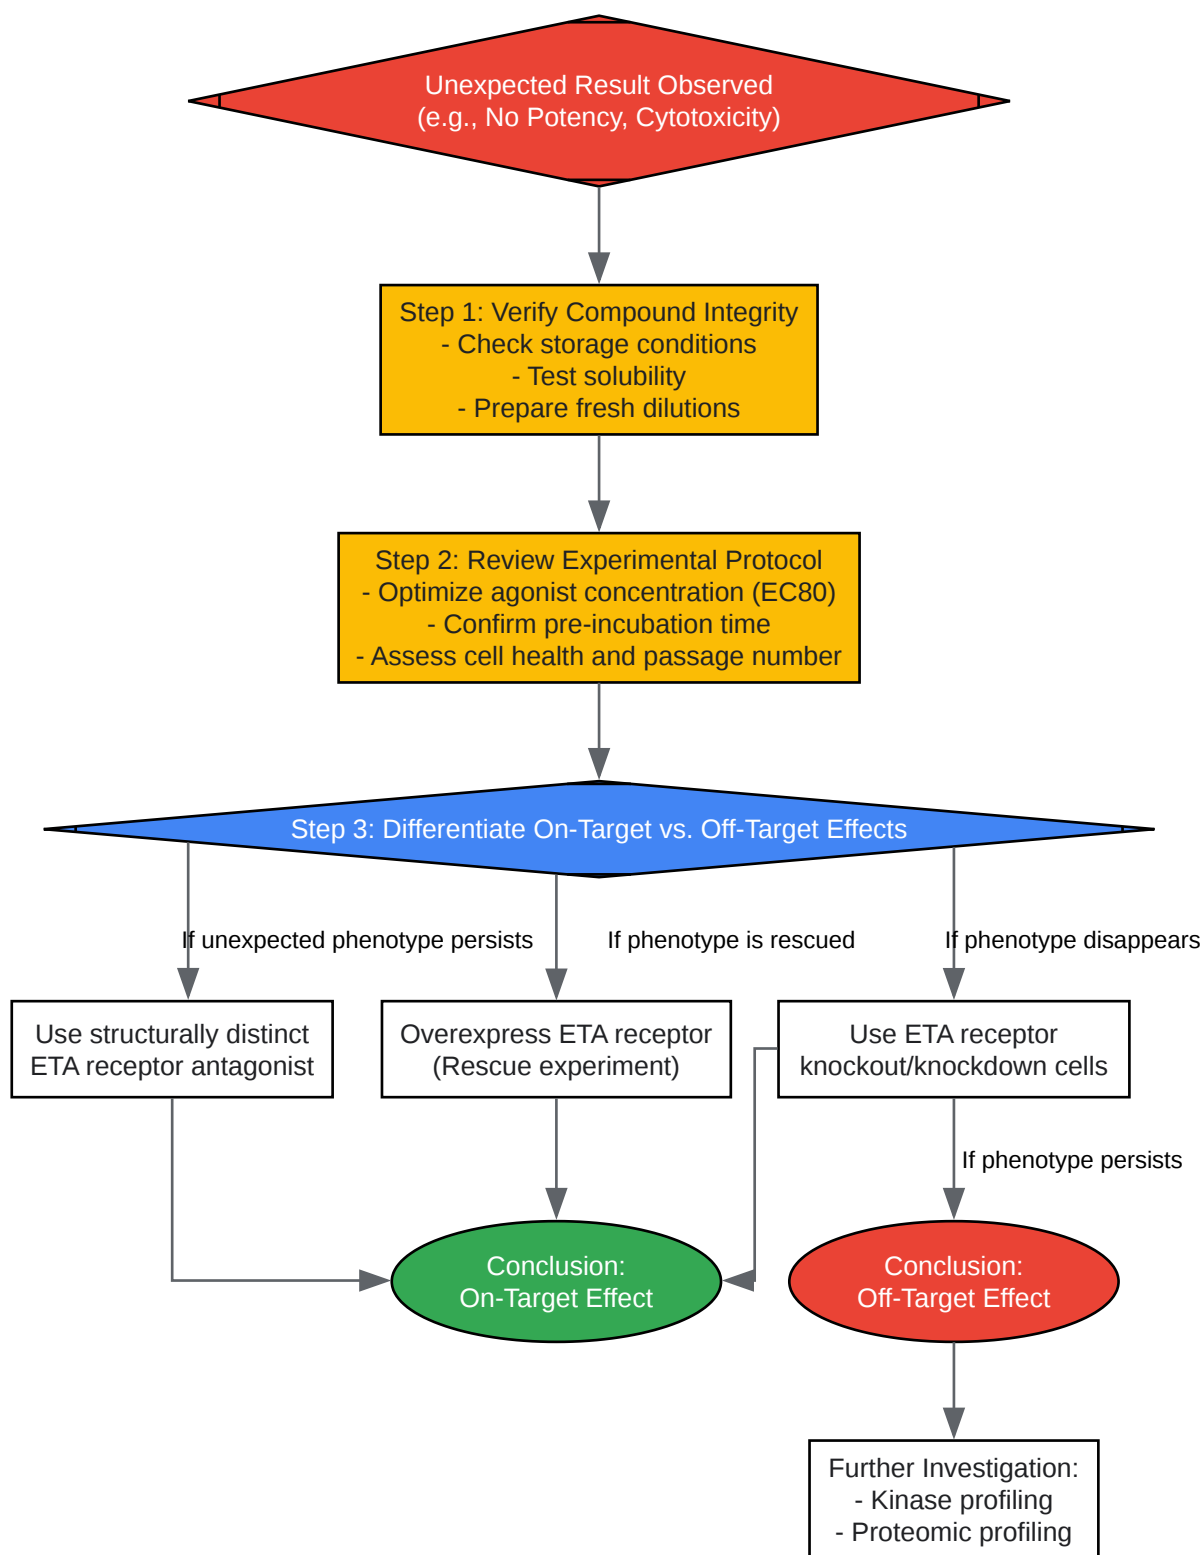 Unexpected Result Observed
(e.g., No Potency, Cytotoxicity)
Step 1: Verify Compound Integrity
- Check storage conditions
- Test solubility
- Prepare fresh dilutions
Step 2: Review Experimental Protocol
- Optimize agonist concentration (EC80)
- Confirm pre-incubation time
- Assess cell health and passage number
Step 3: Differentiate On-Target vs. Off-Target Effects
If unexpected phenotype persists
If phenotype is rescued
If phenotype disappears
Use structurally distinct
ETA receptor antagonist
Overexpress ETA receptor
(Rescue experiment)
Use ETA receptor
knockout/knockdown cells
If phenotype persists
Conclusion:
On-Target Effect
Conclusion:
Off-Target Effect
Further Investigation:
- Kinase profiling
- Proteomic profiling